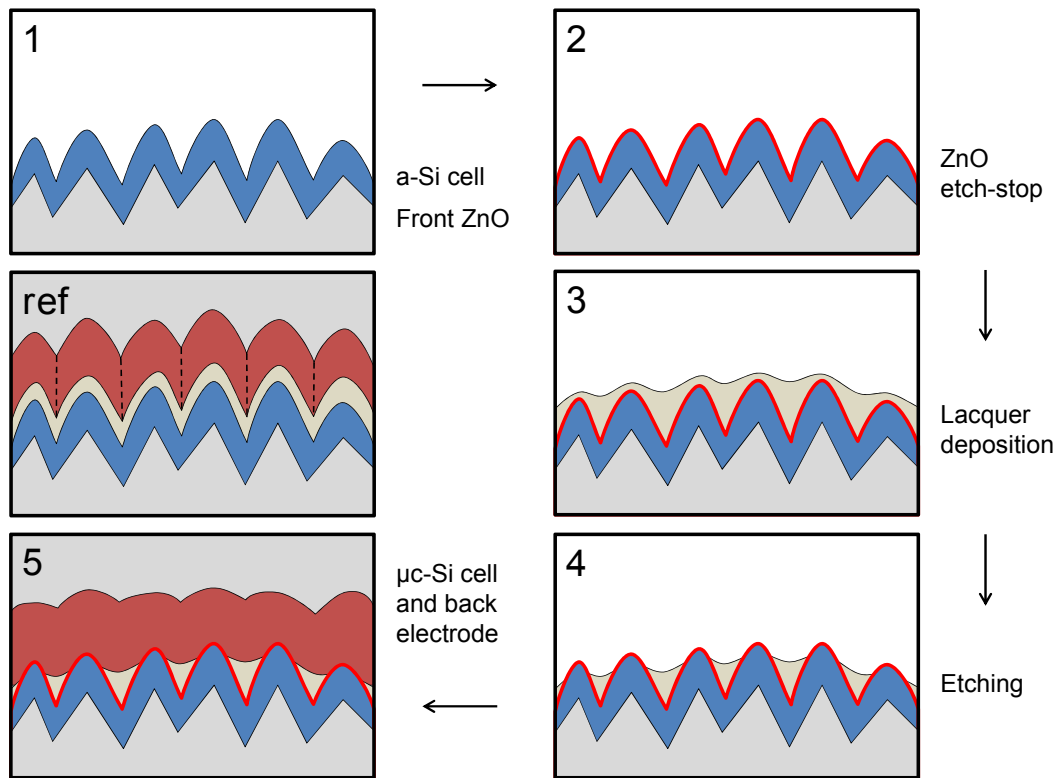 1
a-Si cell
Front ZnO
2
ZnO
etch-stop
ref
3
Lacquer
deposition
5
µc-Si cell
and back
electrode
4
Etching